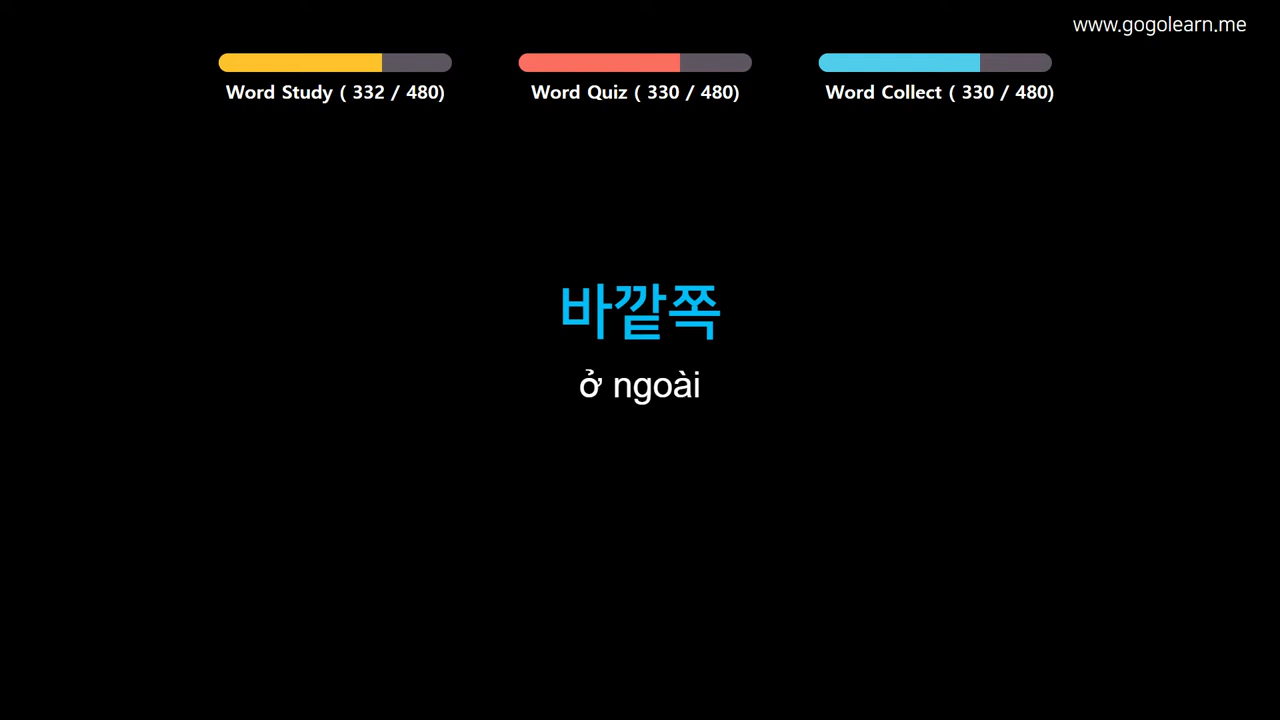 www.gogolearn.me
Word Study ( 332 / 480)
Word Quiz ( 330 / 480)
Word Collect ( 330 / 480)
바깥쪽
ở ngoài